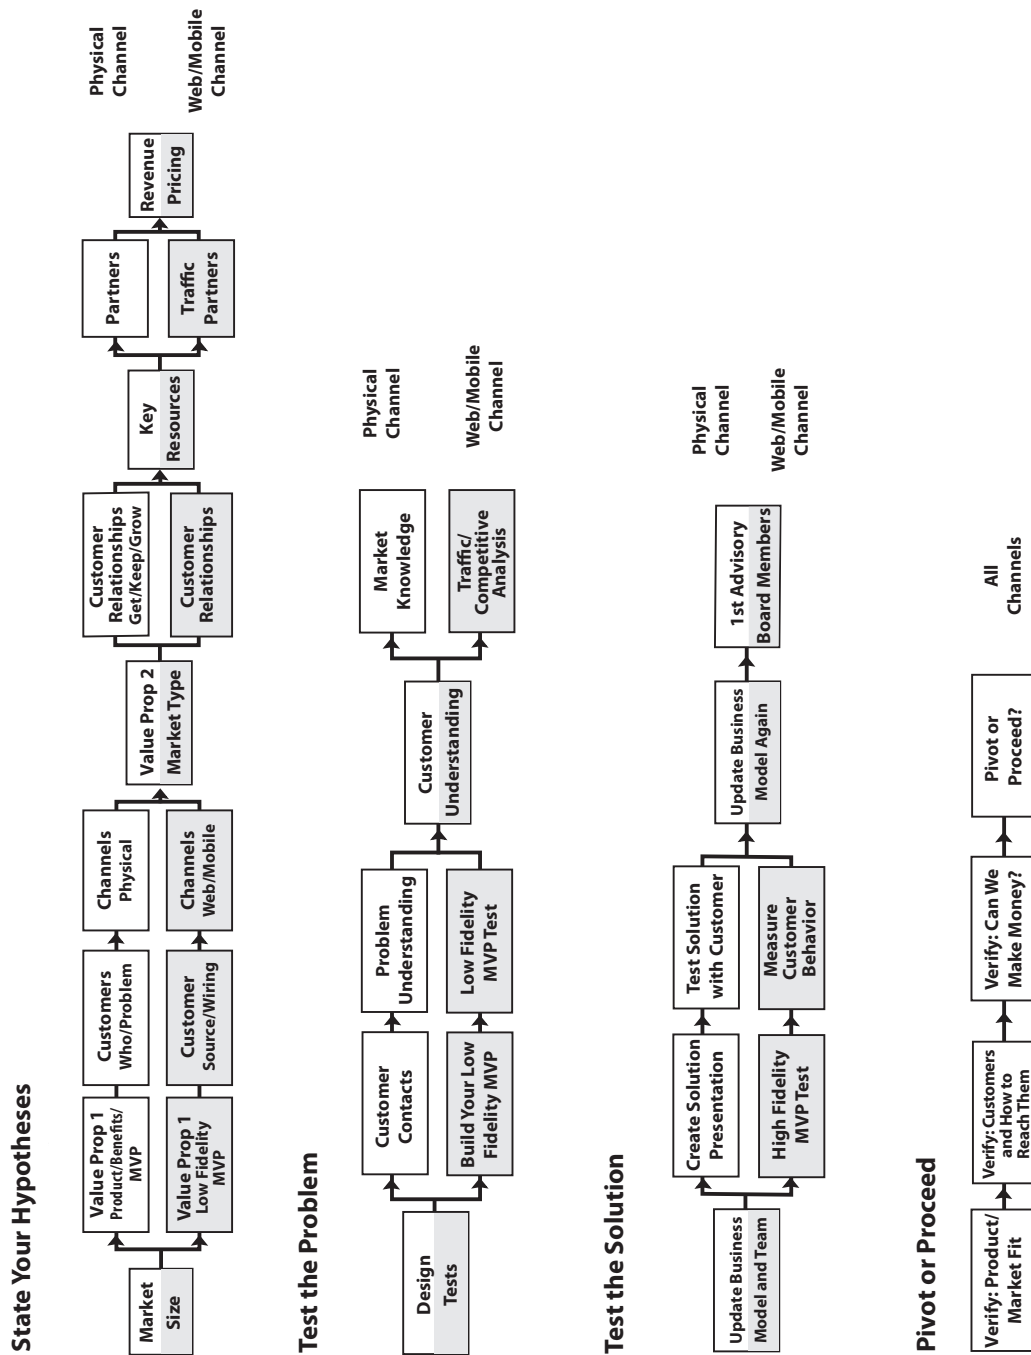 State Your Hypotheses
Market
Size
Value Prop 1
Product/Benefits/
MVP
Value Prop 1
Low Fidelity
MVP
Customers
Who/Problem
Customer
Source/Wiring
Channels
Physical
Channels
Web/Mobile
Value Prop 2
Market Type
Customer
Relationships
Get/Keep/Grow
Customer
Relationships
Key
Resources
Partners
Traffic
Partners
Revenue
Pricing
Physical
Channel
Web/Mobile
Channel
Test the Problem
Design
Tests
Customer
Contacts
Build Your Low
Fidelity MVP
Problem
Understanding
Low Fidelity
MVP Test
Customer
Understanding
Market
Knowledge
Traffic/
Competitive
Analysis
Physical
Channel
Web/Mobile
Channel
Test the Solution
Update Business
Model and Team
Create Solution
Presentation
High Fidelity
MVP Test
Test Solution
with Customer
Measure
Customer
Behavior
Update Business
Model Again
1st Advisory
Board Members
Physical
Channel
Web/Mobile
Channel
Pivot or Proceed
Verify: Product/
Market Fit
Verify: Customers
and How to
Reach Them
Verify: Can We
Make Money?
Pivot or
Proceed?
All
Channels